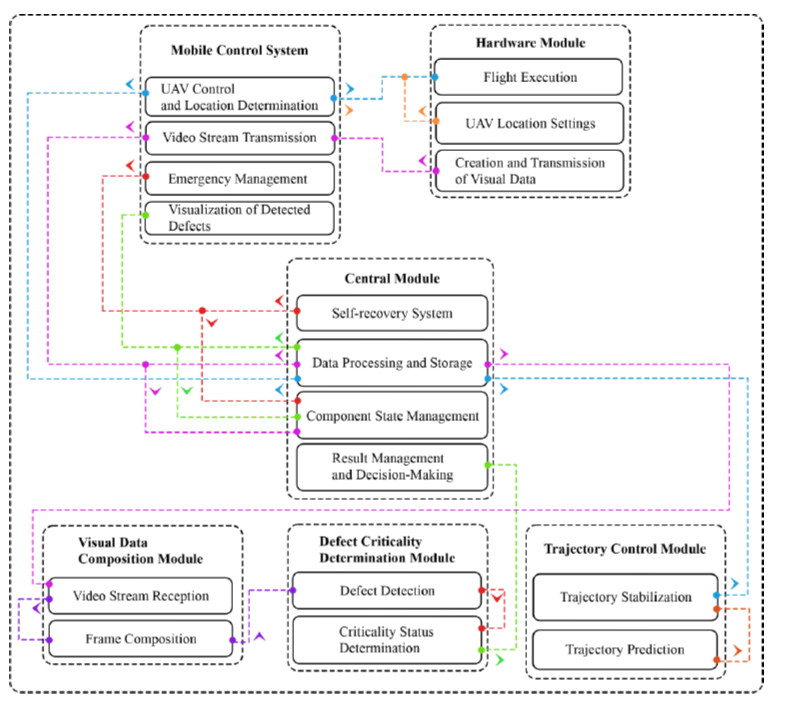 Mobile Control System
UAV Control
and Location Determination
Video Stream Transmission
Emergency Management
Visualization of Detected
Defects
Hardware Module
Flight Execution
UAV Location Settings
Creation and Transmission
of Visual Data
Central Module
Self-recovery System
Data Processing and Storage
Component State Management
Result Management
and Decision-Making
Visual Data
Composition Module
Video Stream Reception
Frame Composition
Defect Criticality
Determination Module
Defect Detection
Criticality Status
Determination
Trajectory Control Module
Trajectory Stabilization
Trajectory Prediction